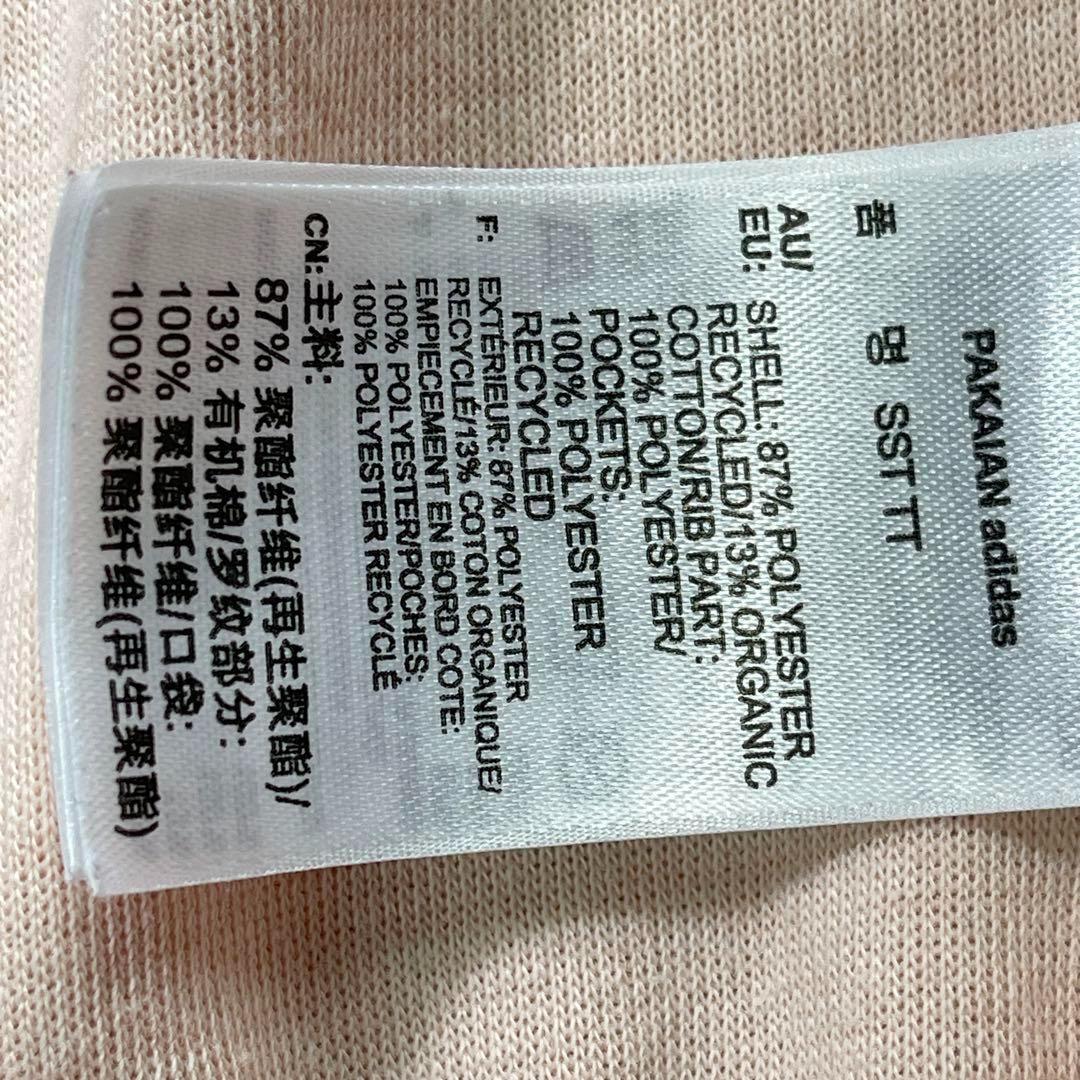 PAKAIAN adidas
품 명 SST TT
AU/
EU: SHELL: 87% POLYESTER
RECYCLED/13% ORGANIC
COTTON/RIB PART:
100% POLYESTER/
POCKETS:
100% POLYESTER
RECYCLED
F: EXTÉRIEUR: 87% POLYESTER
RECYCLÉ/13% COTON ORGANIQUE/
EMPIECEMENT EN BORD COTE:
100% POLYESTER/POCHES:
100% POLYESTER RECYCLÉ
CN:主料:
87% 聚酯纤维(再生聚酯)/
13% 有机棉/罗纹部分:
100% 聚酯纤维/口袋:
100% 聚酯纤维(再生聚酯)